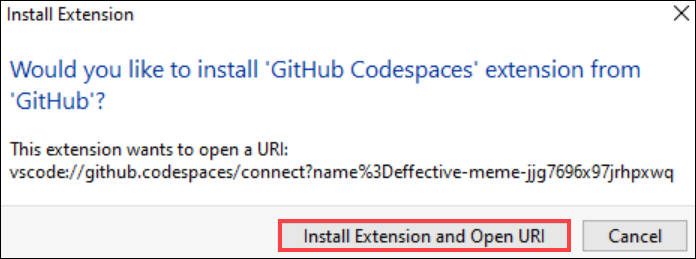 Install Extension
Would you like to install 'GitHub Codespaces' extension from
'GitHub'?
This extension wants to open a URI:
vscode://github.codespaces/connect?name%3Deffective-meme-jjg7696x97jrhpxwq
Install Extension and Open URI
Cancel